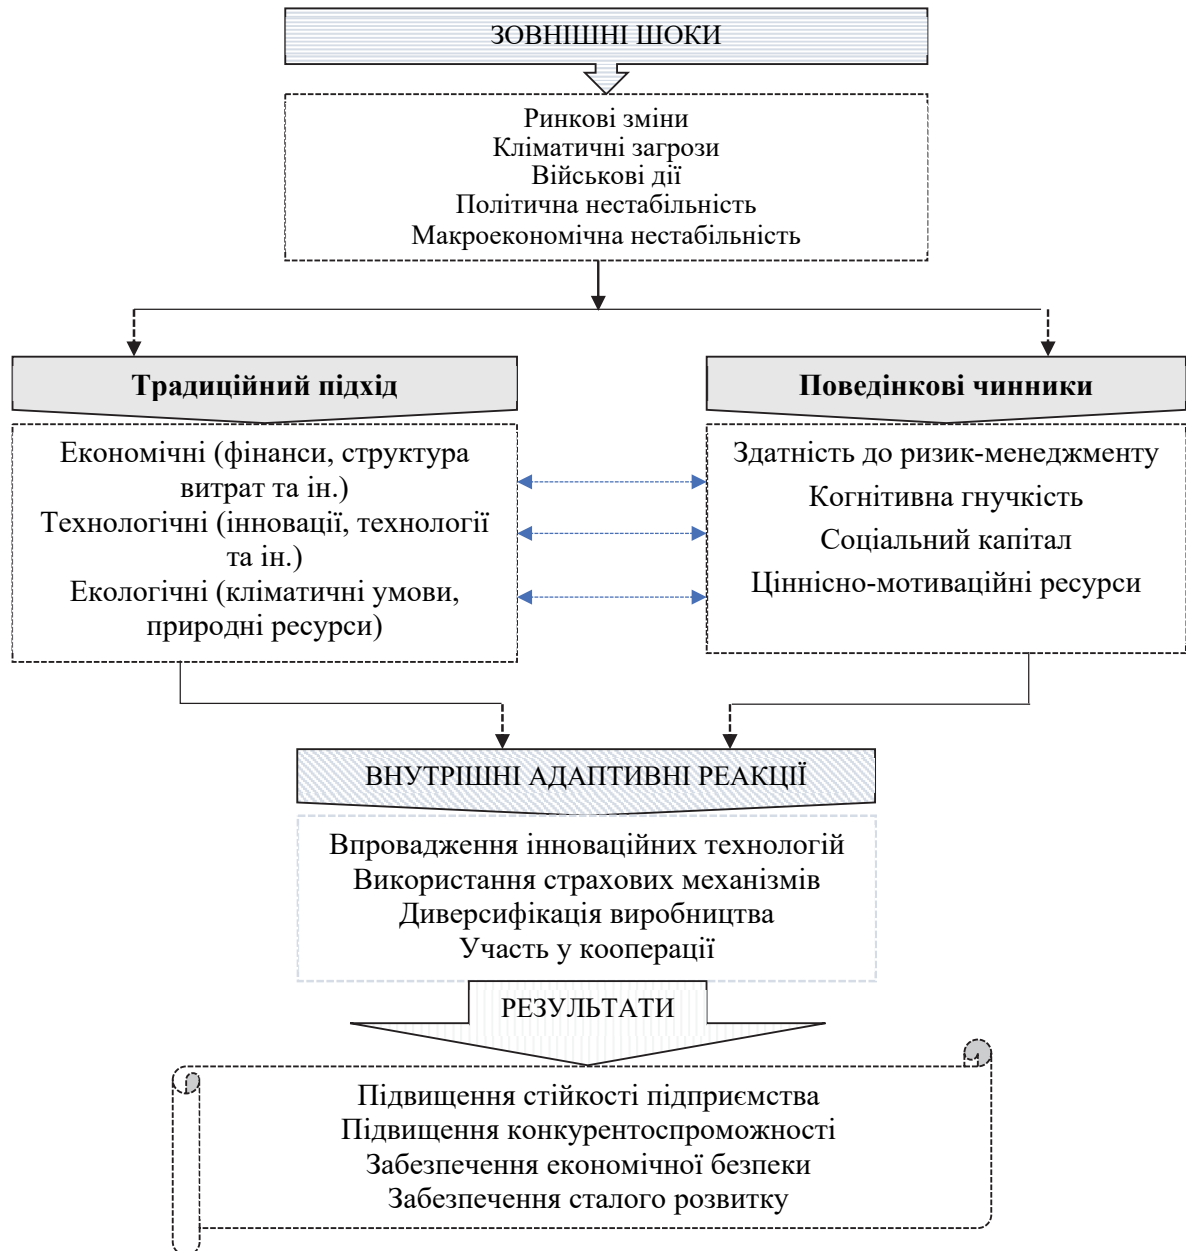 ЗОВНІШНІ ШОКИ
Ринкові зміни
Кліматичні загрози
Військові дії
Політична нестабільність
Макроекономічна нестабільність
Традиційний підхід
Економічні (фінанси, структура
витрат та ін.)
Технологічні (інновації, технології
та ін.)
Екологічні (кліматичні умови,
природні ресурси)
Поведінкові чинники
Здатність до ризик-менеджменту
Когнітивна гнучкість
Соціальний капітал
Ціннісно-мотиваційні ресурси
ВНУТРІШНІ АДАПТИВНІ РЕАКЦІЇ
Впровадження інноваційних технологій
Використання страхових механізмів
Диверсифікація виробництва
Участь у кооперації
РЕЗУЛЬТАТИ
Підвищення стійкості підприємства
Підвищення конкурентоспроможності
Забезпечення економічної безпеки
Забезпечення сталого розвитку